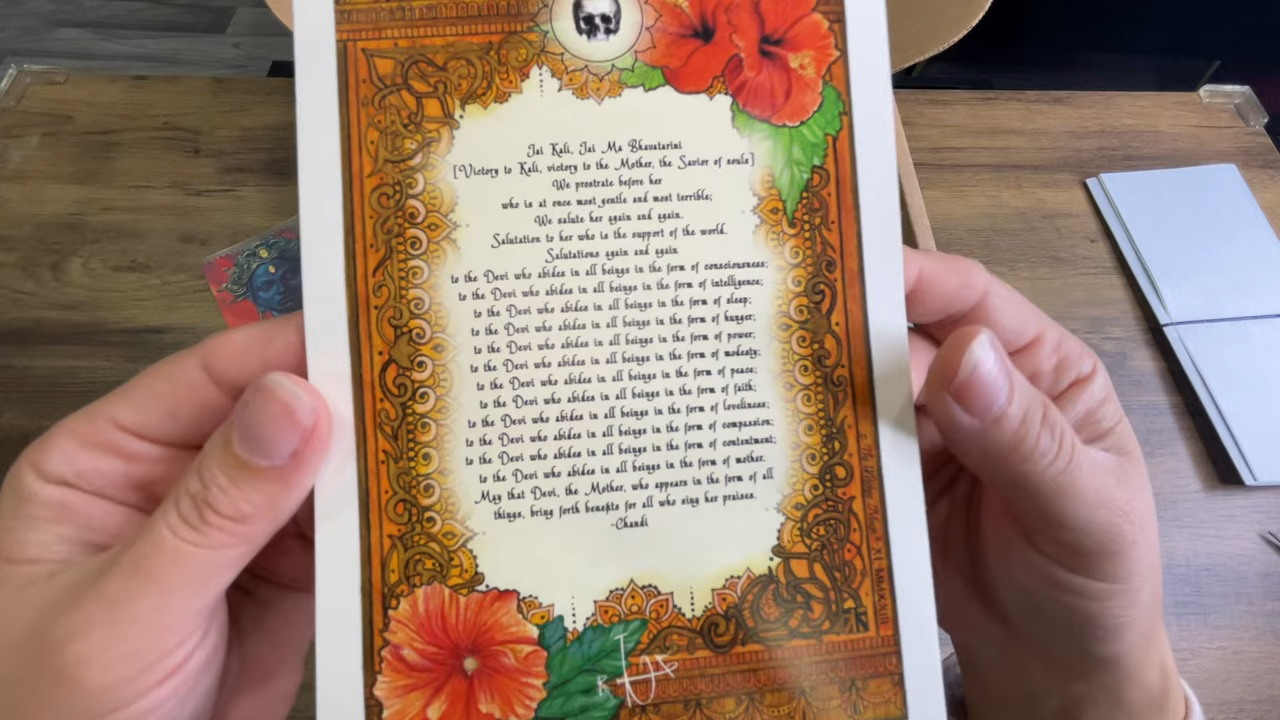 Jai Kali, Jai Ma Bhavatarini
[Victory to Kali, victory to the Mother, the Savior of souls]
We prostrate before her
who is at once most gentle and most terrible;
We salute her again and again.
Salutation to her who is the support of the world.
Salutations again and again
to the Devi who abides in all beings in the form of consciousness;
to the Devi who abides in all beings in the form of intelligence;
to the Devi who abides in all beings in the form of sleep;
to the Devi who abides in all beings in the form of hunger;
to the Devi who abides in all beings in the form of power;
to the Devi who abides in all beings in the form of modesty;
to the Devi who abides in all beings in the form of peace;
to the Devi who abides in all beings in the form of faith;
to the Devi who abides in all beings in the form of loveliness;
to the Devi who abides in all beings in the form of compassion;
to the Devi who abides in all beings in the form of contentment;
to the Devi who abides in all beings in the form of mother.
May that Devi, the Mother, who appears in the form of all
things, bring forth benefits for all who sing her praises.
-Chandi